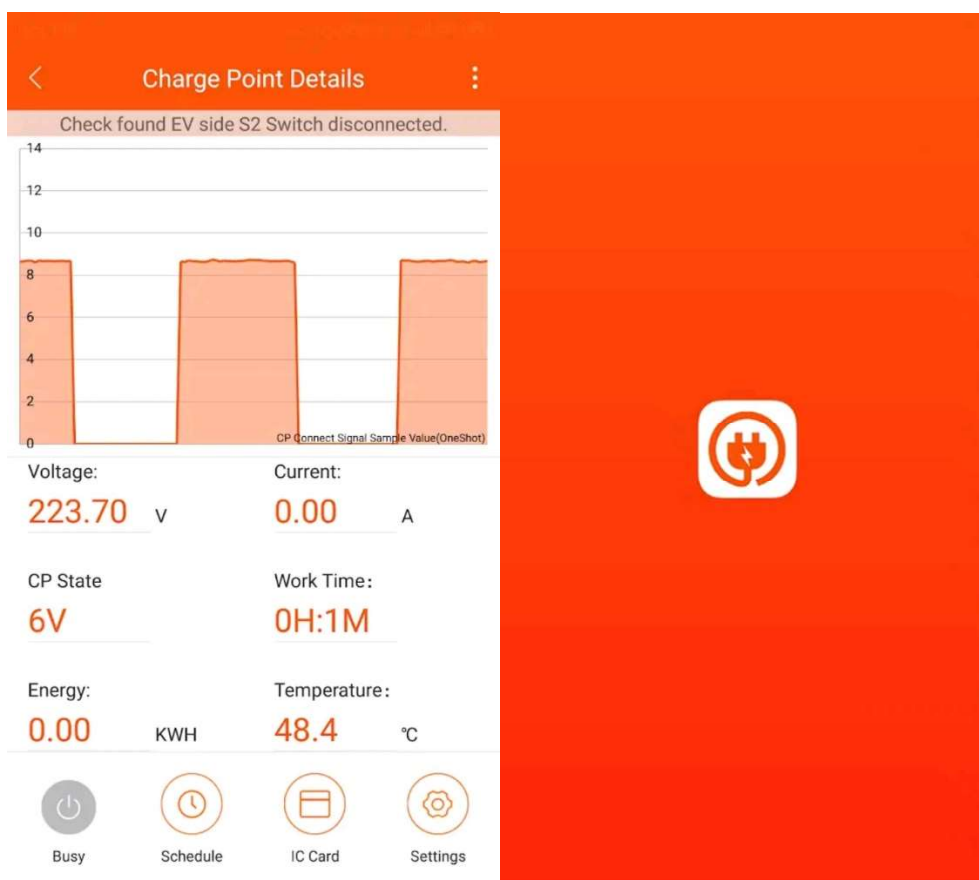 Charge Point Details
Check found EV side S2 Switch disconnected.
14
12
10
8
6
4
2
0
CP Connect Signal Sample Value(OneShot)
Voltage: Current:
223.70 V 0.00 A
CP State Work Time:
6V 0H:1M
Energy: Temperature:
0.00 KWH 48.4 ℃
Busy Schedule IC Card Settings